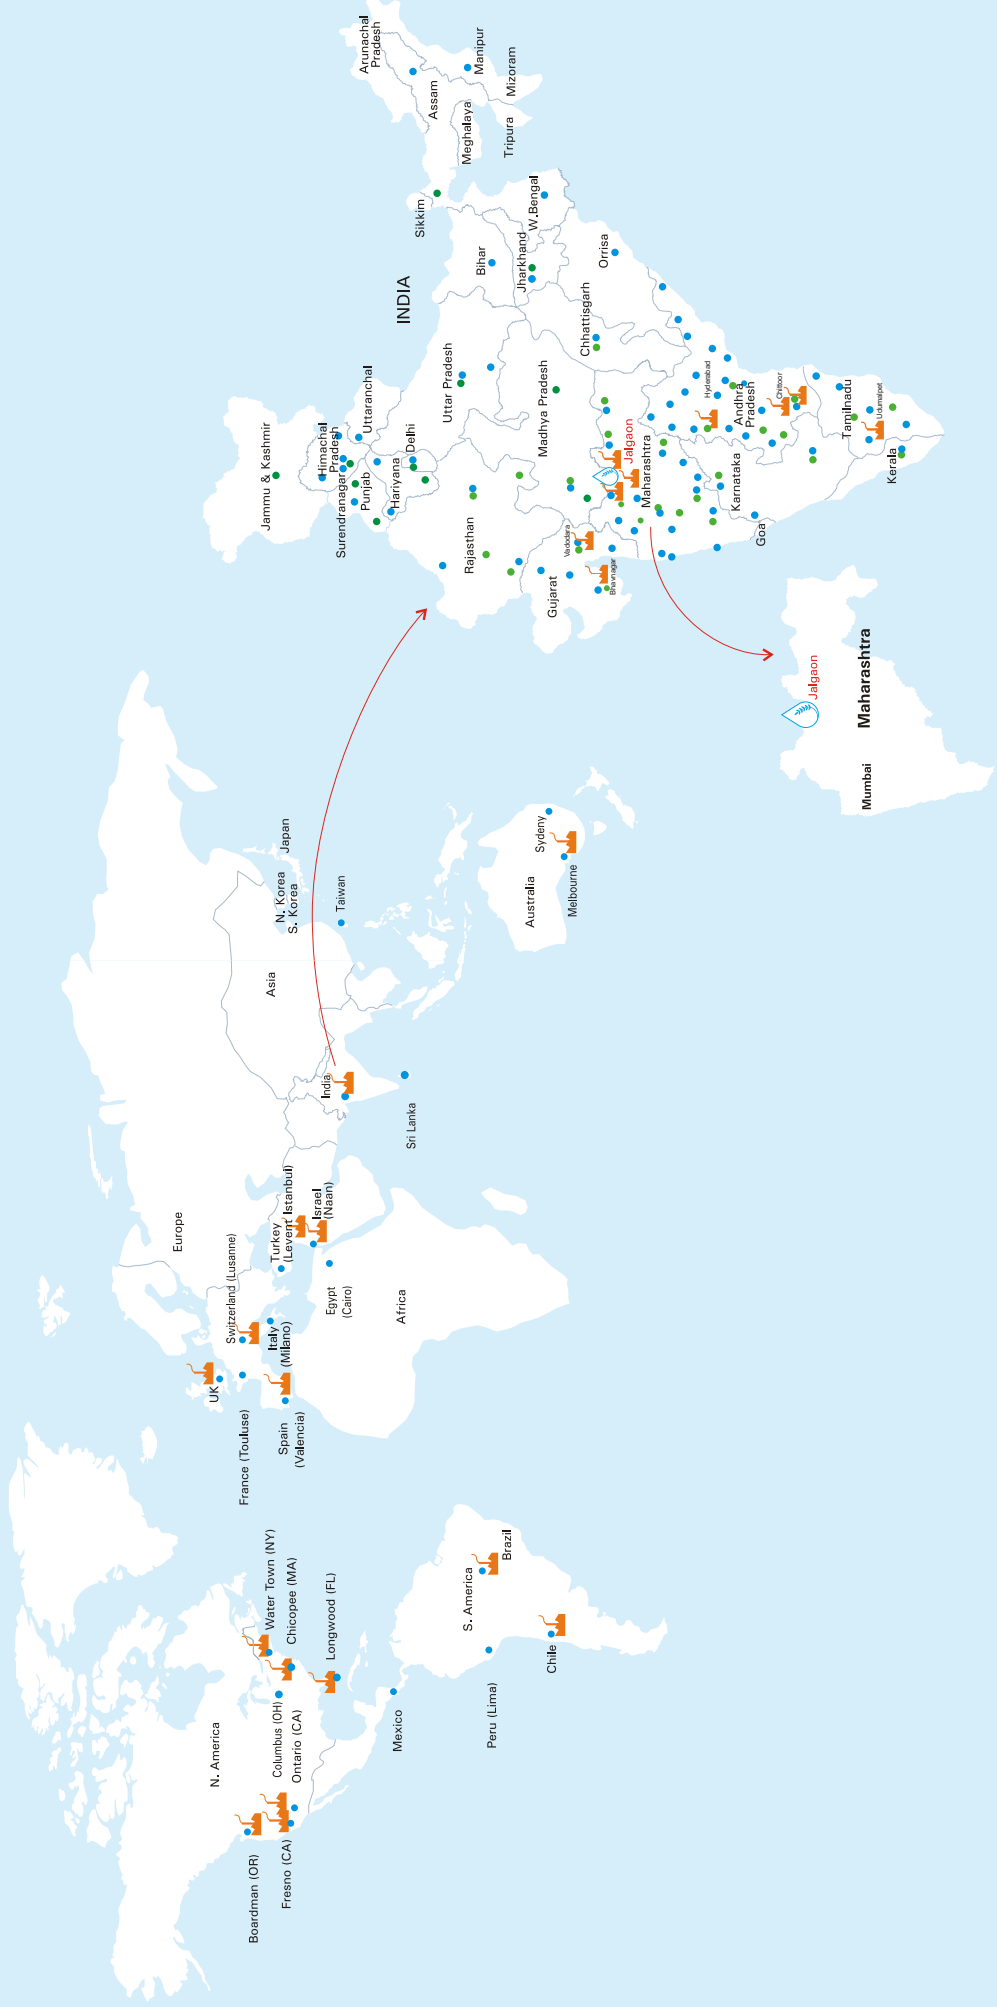 N. America
Boardman (OR)
Fresno (CA)
Columbus (OH)
Ontario (CA)
Water Town (NY)
Chicopee (MA)
Longwood (FL)
Mexico
S. America
Peru (Lima)
Chile
Brazil
UK
France (Touluse)
Spain
(Valencia)
Switzerland (Lusanne)
Italy
(Milano)
Europe
Turkey
(Levent Istanbul)
Israel
(Naan)
Egypt
(Cairo)
Africa
Asia
India
Sri Lanka
N. Korea
S. Korea
Japan
Taiwan
Australia
Sydeny
Melbourne
INDIA
Jammu & Kashmir
Himachal
Pradesh
Surendranagar
Punjab
Hariyana
Uttaranchal
Delhi
Rajasthan
Uttar Pradesh
Bihar
Sikkim
Arunachal
Pradesh
Assam
Meghalaya
Manipur
Mizoram
Tripura
W.Bengal
Jharkhand
Orrisa
Chhattisgarh
Madhya Pradesh
Gujarat
Vadodara
Bhavnagar
Jalgaon
Maharashtra
Hyderabad
Andhra
Pradesh
Chittoor
Karnataka
Goa
Tamilnadu
Udumalpet
Kerala
Jalgaon
Maharashtra
Mumbai